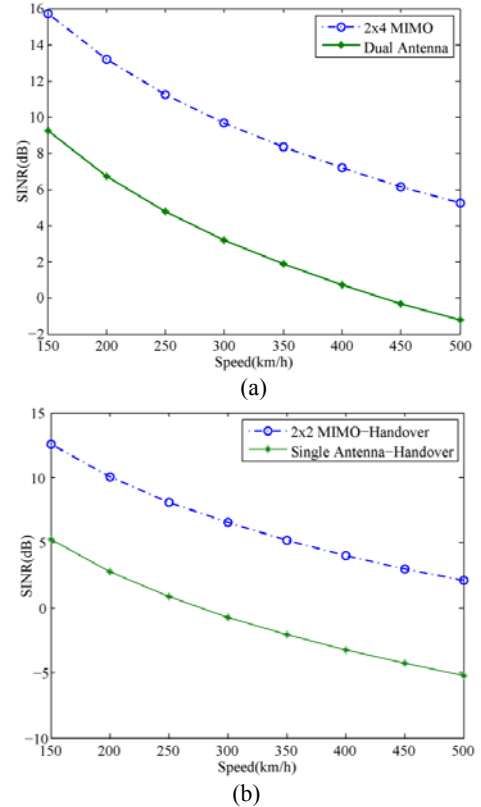 16
14
12
10
8
6
4
2
0
−2
SINR(dB)
2x4 MIMO
Dual Antenna
150 200 250 300 350 400 450 500
Speed(km/h)
(a)
15
10
5
0
−5
−10
SINR(dB)
2x2 MIMO−Handover
Single Antenna−Handover
150 200 250 300 350 400 450 500
Speed(km/h)
(b)